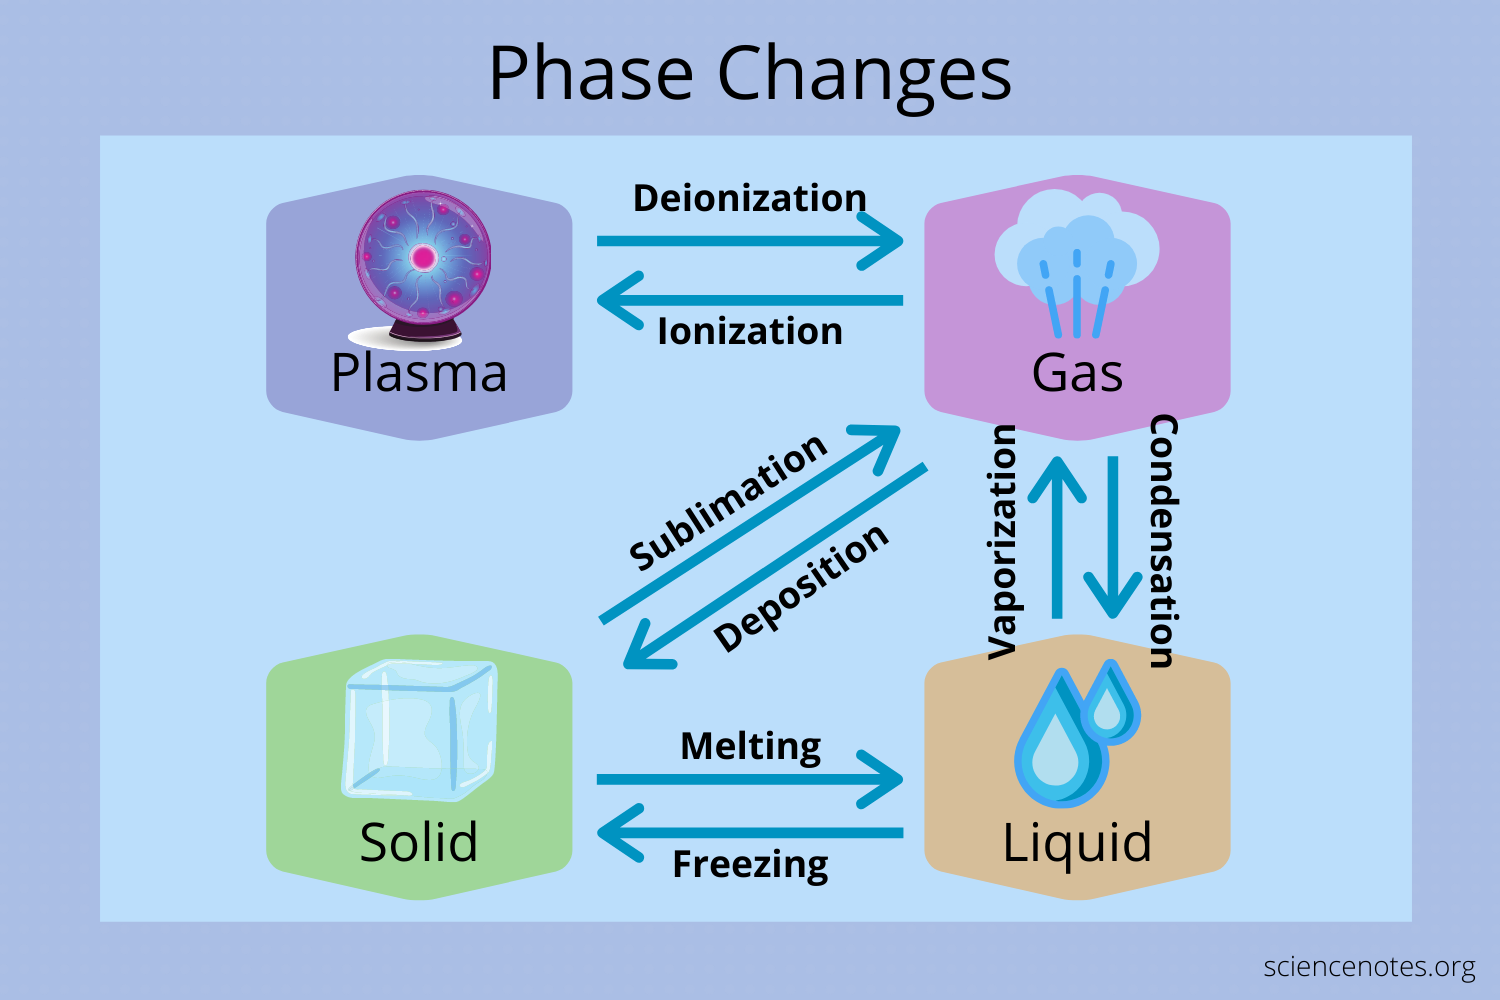 Phase Changes
Deionization
Ionization
Plasma
Gas
Sublimation
Deposition
Vaporization
Condensation
Melting
Freezing
Solid
Liquid
sciencenotes.org